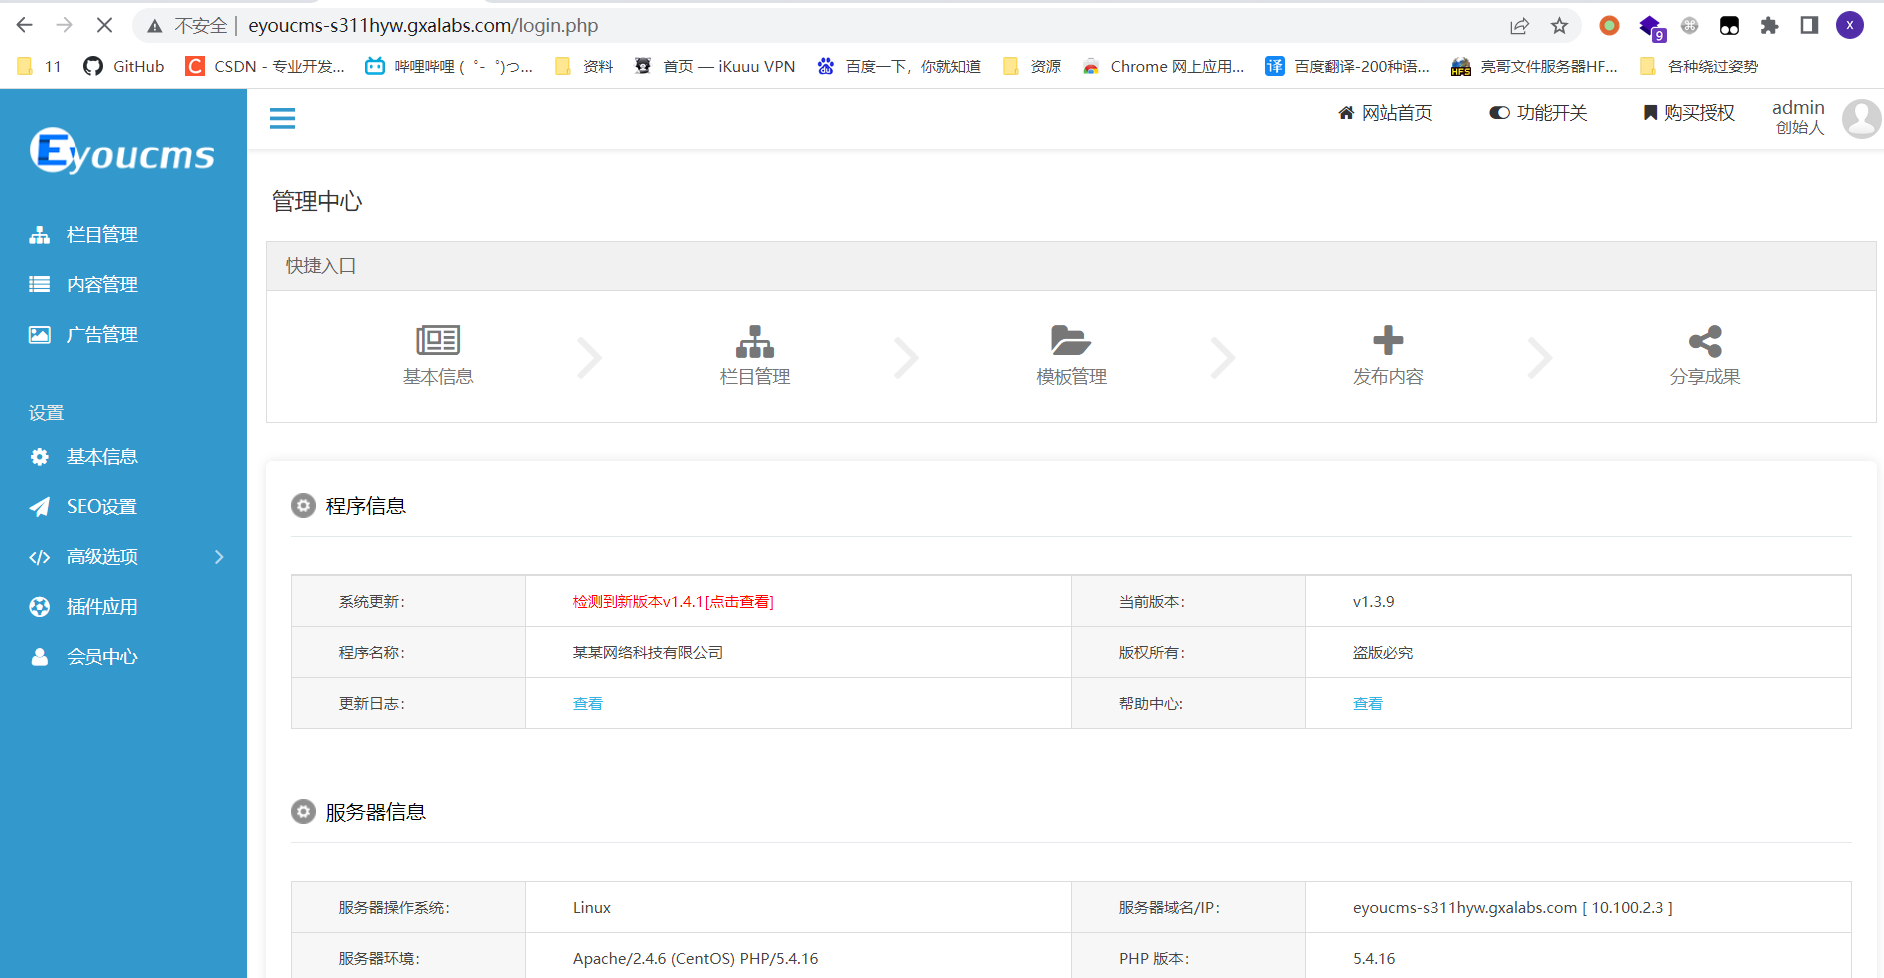 不安全 | eyoucms-s311hyw.gxalabs.com/login.php
9
X
11 GitHub CSDN - 专业开发... 哔哩哔哩 ( ゜- ゜)つ... 资料 首页 — iKuuu VPN 百度一下，你就知道 资源 Chrome 网上应用... 译 百度翻译-200种语... HFS 亮哥文件服务器HF... 各种绕过姿势
Eyoucms
网站首页 功能开关 购买授权 admin
创始人
栏目管理
内容管理
广告管理
设置
基本信息
SEO设置
高级选项
插件应用
会员中心
管理中心
快捷入口
基本信息 栏目管理 模板管理 发布内容 分享成果
程序信息
系统更新： 检测到新版本v1.4.1[点击查看] 当前版本： v1.3.9
程序名称： 某某网络科技有限公司 版权所有： 盗版必究
更新日志： 查看 帮助中心: 查看
服务器信息
服务器操作系统： Linux 服务器域名/IP： eyoucms-s311hyw.gxalabs.com [ 10.100.2.3 ]
服务器环境： Apache/2.4.6 (CentOS) PHP/5.4.16 PHP 版本： 5.4.16